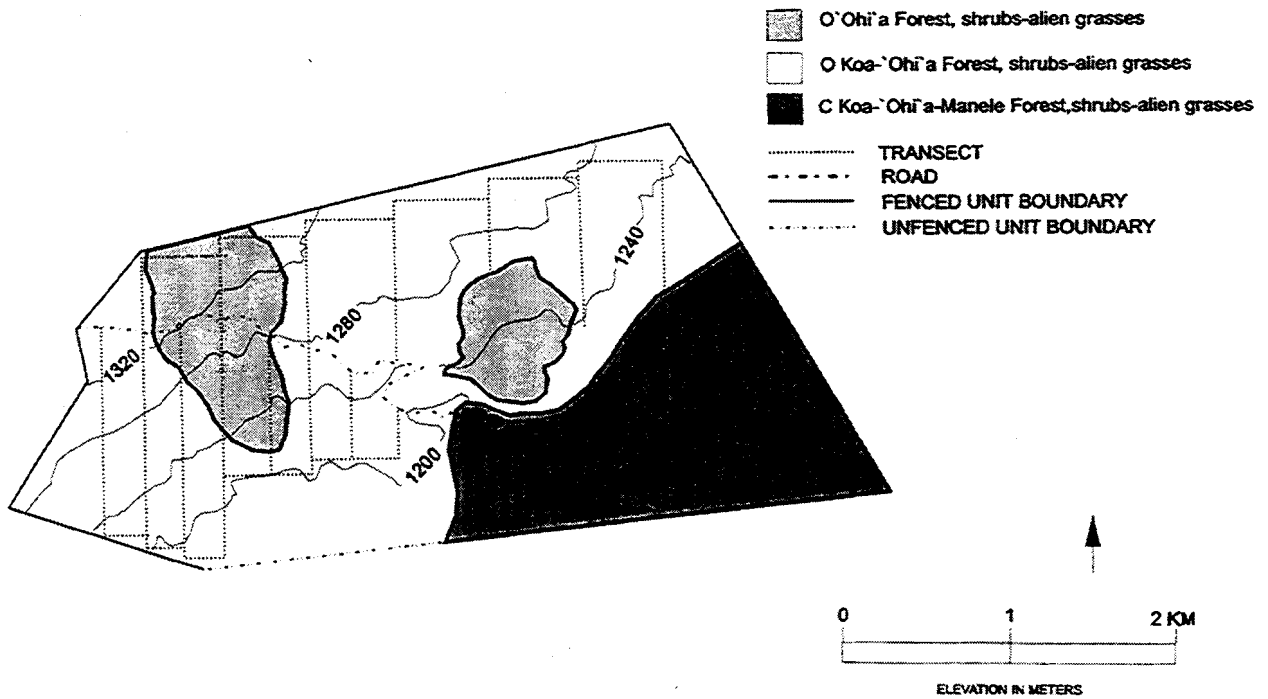 O`Ohi`a Forest, shrubs-alien grasses
O Koa-`Ohi`a Forest, shrubs-alien grasses
C Koa-`Ohi`a-Manele Forest,shrubs-alien grasses
TRANSECT
ROAD
FENCED UNIT BOUNDARY
UNFENCED UNIT BOUNDARY
1240
1280
1320
1200
0 1 2 KM
ELEVATION IN METERS